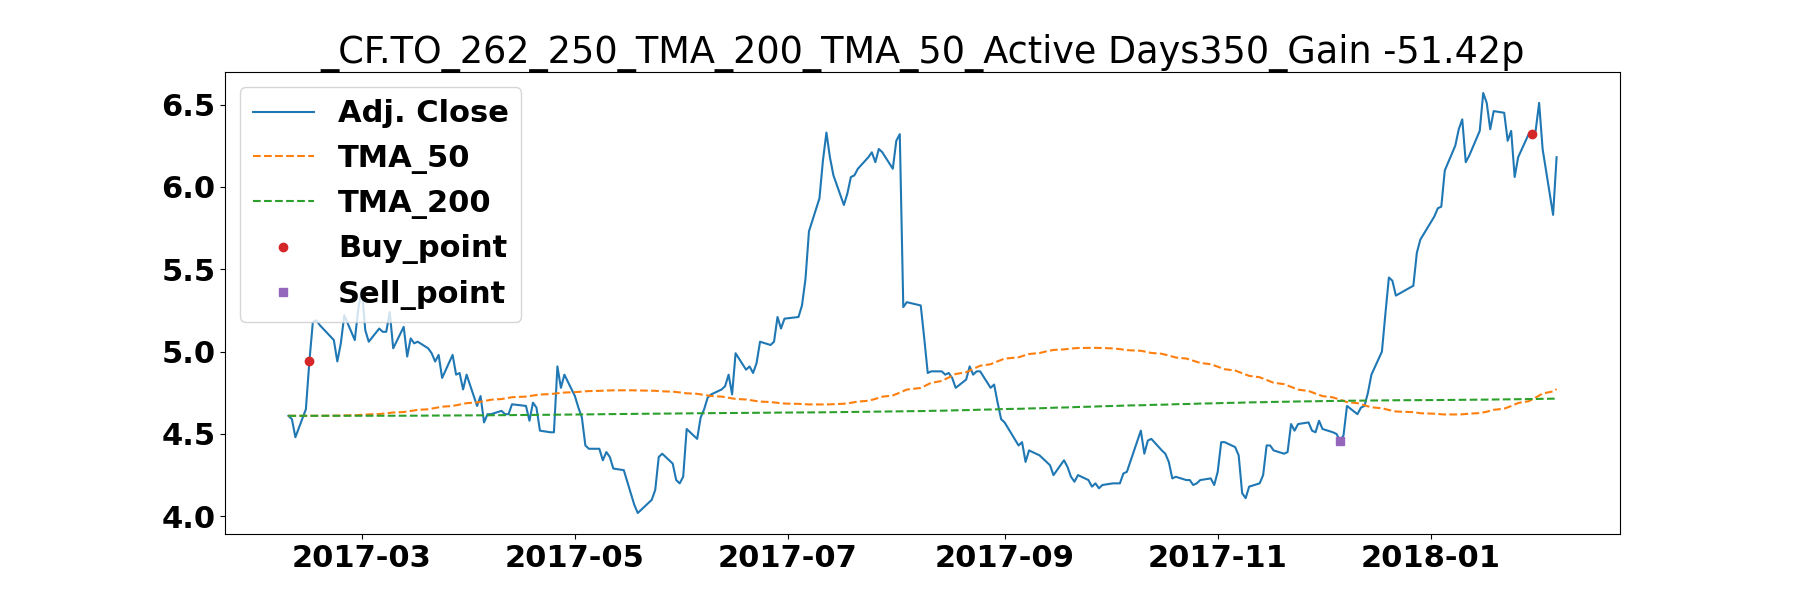 _CF.TO_262_250_TMA_200_TMA_50_Active Days350_Gain -51.42p
6.5
6.0
5.5
5.0
4.5
4.0
Adj. Close
TMA_50
TMA_200
Buy_point
Sell_point
2017-03 2017-05 2017-07 2017-09 2017-11 2018-01